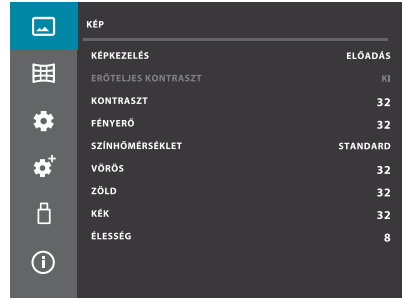 KÉP
KÉPKEZELÉS ELŐADÁS
ERŐTELJES KONTRASZT KI
KONTRASZT 32
FÉNYERŐ 32
SZÍNHŐMÉRSÉKLET STANDARD
VÖRÖS 32
ZÖLD 32
KÉK 32
ÉLESSÉG 8